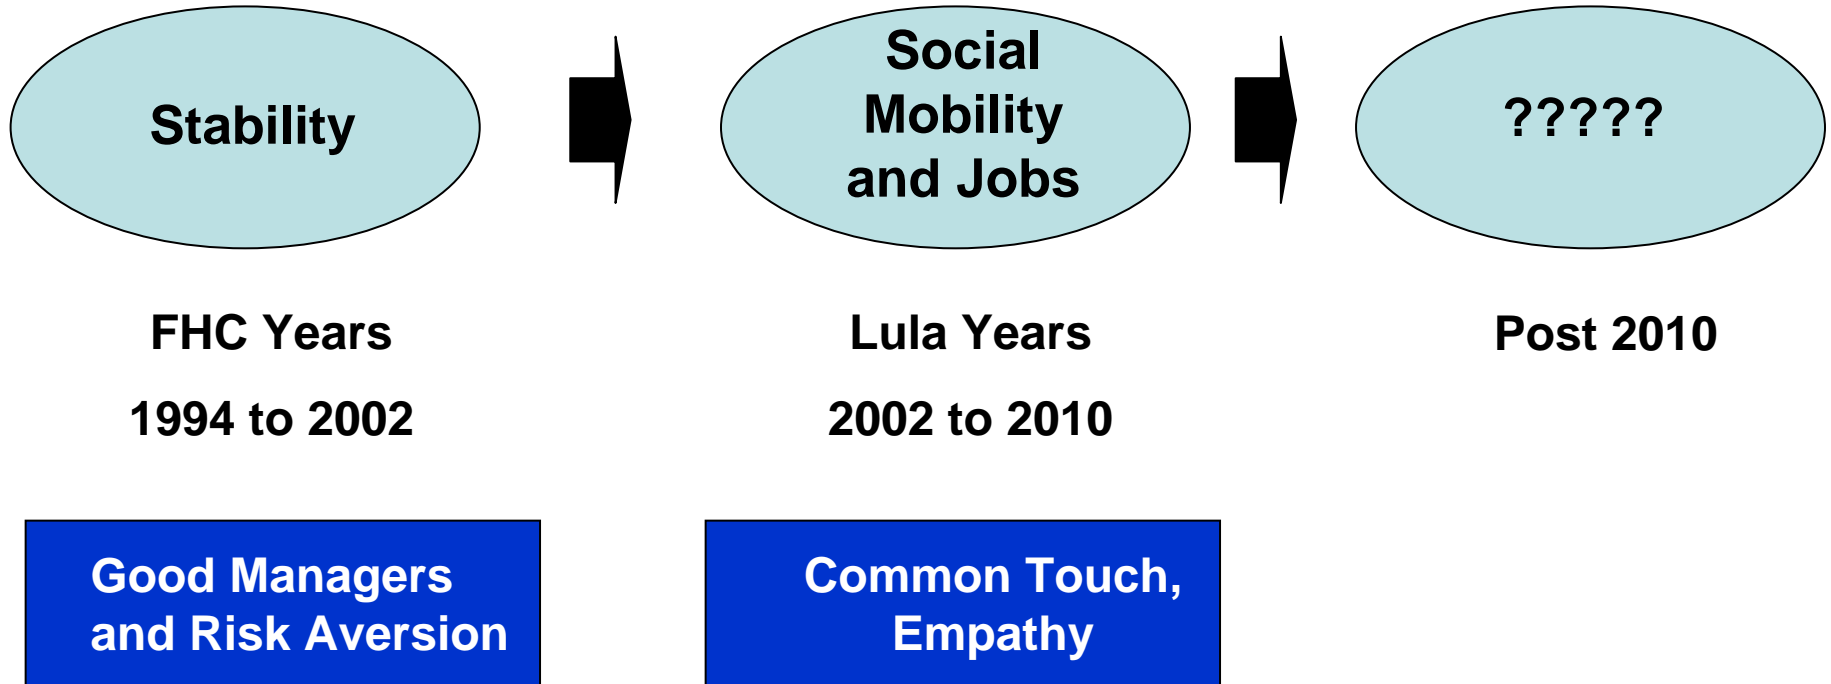 Stability
Social
Mobility
and Jobs
?????
FHC Years
1994 to 2002
Lula Years
2002 to 2010
Post 2010
Good Managers
and Risk Aversion
Common Touch,
Empathy